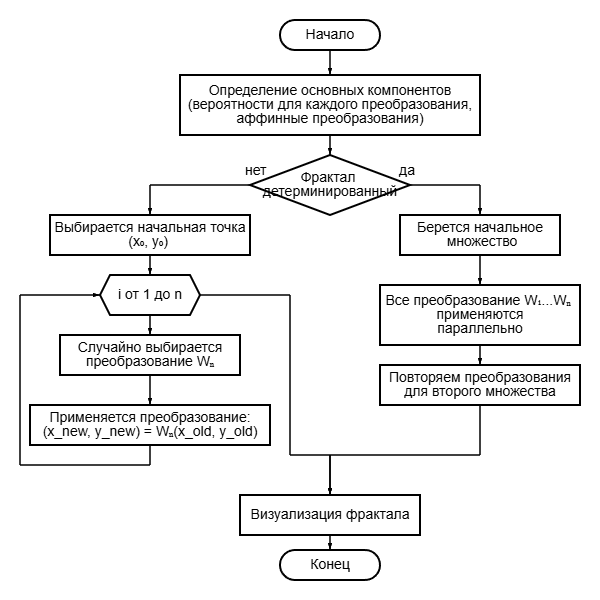 Начало
Определение основных компонентов
(вероятности для каждого преобразования,
аффинные преобразования)
нет
да
Фрактал
детерминированный
Выбирается начальная точка
(x₀, y₀)
Берется начальное
множество
i от 1 до n
Все преобразование W₁...Wₙ
применяются
параллельно
Случайно выбирается
преобразование Wₙ
Повторяем преобразования
для второго множества
Применяется преобразование:
(x_new, y_new) = Wₙ(x_old, y_old)
Визуализация фрактала
Конец